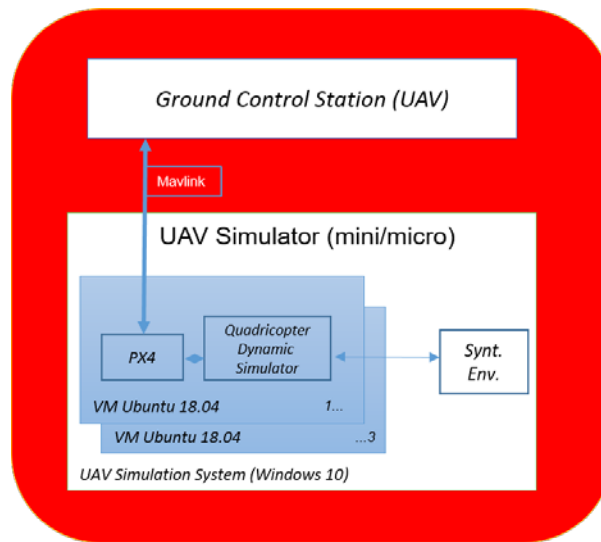 Ground Control Station (UAV)
Mavlink
UAV Simulator (mini/micro)
PX4
Quadricopter
Dynamic
Simulator
Synt.
Env.
VM Ubuntu 18.04 1...
VM Ubuntu 18.04 ...3
UAV Simulation System (Windows 10)